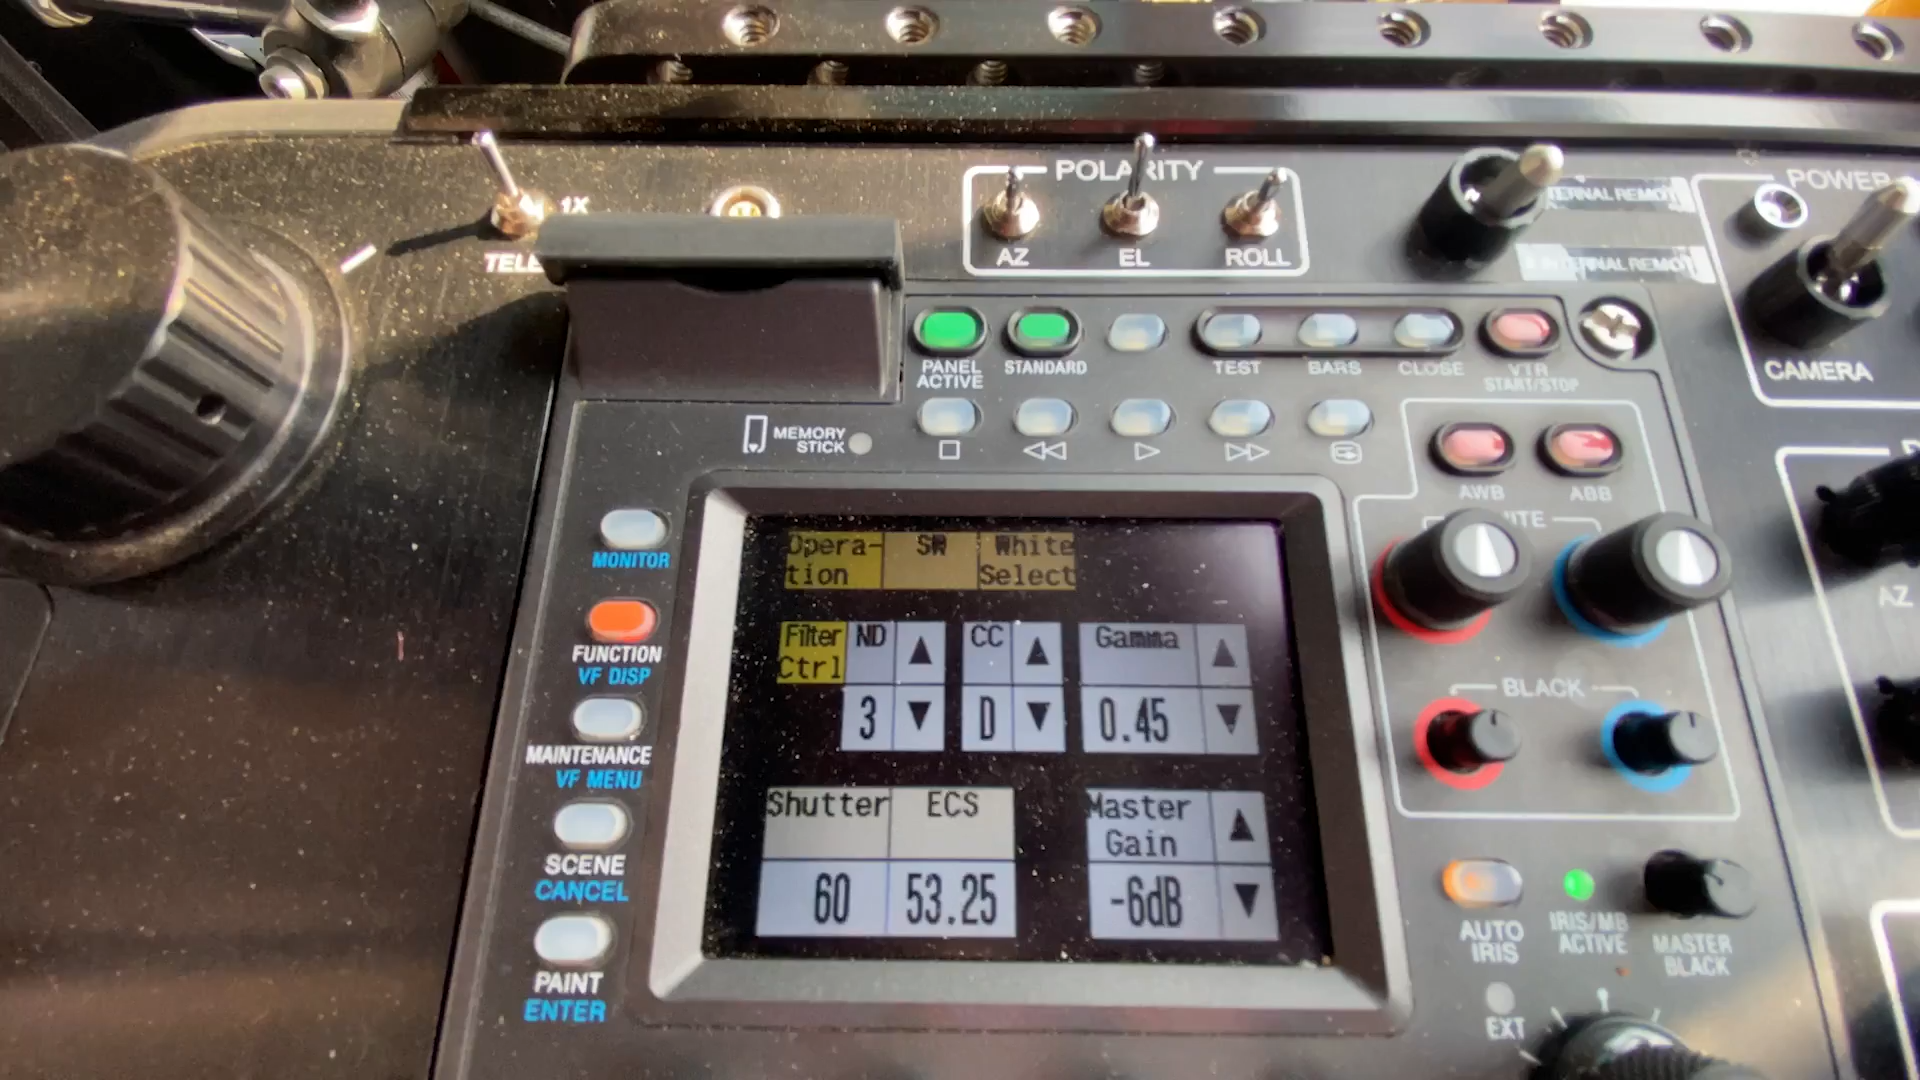 POLARITY
1X
TELE
AZ
EL
ROLL
POWER
CAMERA
PANEL
ACTIVE
STANDARD
TEST
BARS
CLOSE
VTR
START/STOP
MEMORY
STICK
AWB
ABB
MONITOR
FUNCTION
VF DISP
MAINTENANCE
VF MENU
SCENE
CANCEL
PAINT
ENTER
Opera-
tion
SW
White
Select
Filter
Ctrl
ND
3
CC
D
Gamma
0.45
Shutter
60
ECS
53.25
Master
Gain
-6dB
BLACK
AZ
AUTO
IRIS
IRIS/MB
ACTIVE
MASTER
BLACK
EXT